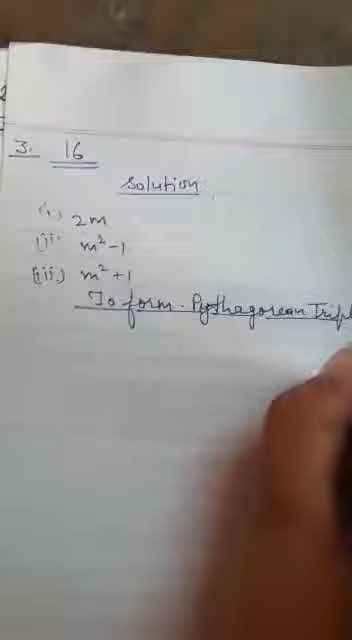 3. 16
Solution
(i) 2m
(ii. m²-1
(iii) m²+1
To form. Pythagorean